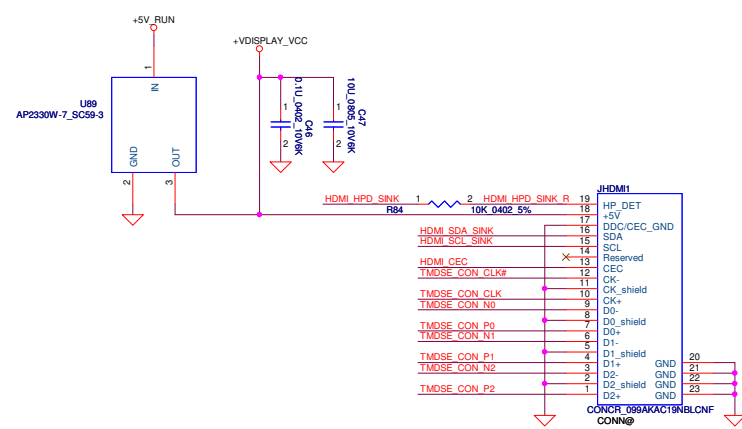 +5V_RUN
+VDISPLAY_VCC
1
IN
U89
AP2330W-7_SC59-3
GND
OUT
2
3
1
2
0.1U_0402_10V6K
C46
1
2
10U_0805_10V6K
C47
JHDMI1
HDMI_HPD_SINK 1 2 HDMI_HPD_SINK_R 19 HP_DET
R84 10K_0402_5% 18 +5V
17 DDC/CEC_GND
HDMI_SDA_SINK 16 SDA
HDMI_SCL_SINK 15 SCL
14 Reserved
HDMI_CEC 13 CEC
TMDSE_CON_CLK# 12 CK-
11 CK_shield
TMDSE_CON_CLK 10 CK+
TMDSE_CON_N0 9 D0-
8 D0_shield
TMDSE_CON_P0 7 D0+
TMDSE_CON_N1 6 D1-
5 D1_shield
TMDSE_CON_P1 4 D1+ GND 20
TMDSE_CON_N2 3 D2- GND 21
2 D2_shield GND 22
TMDSE_CON_P2 1 D2+ GND 23
CONCR_099AKAC19NBLCNF
CONN@